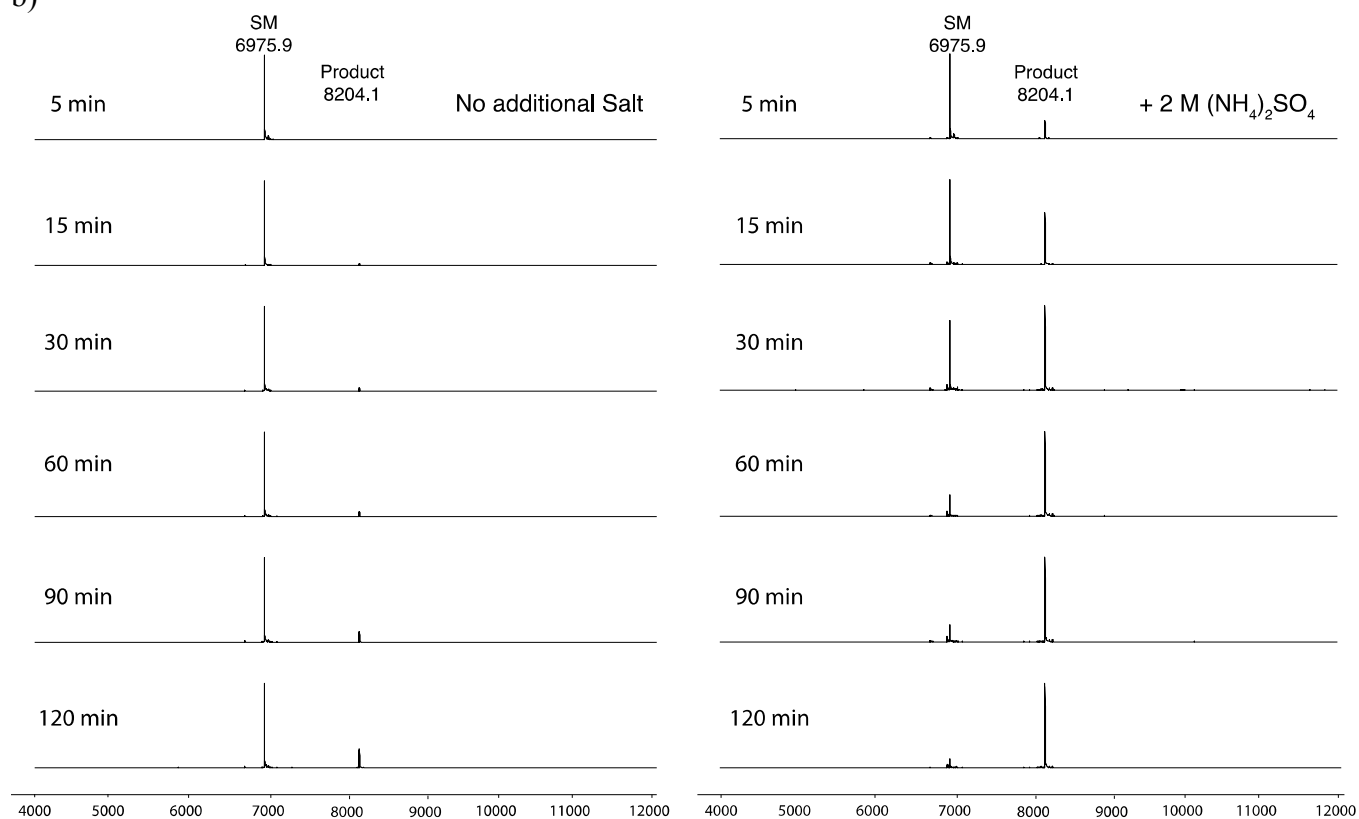 b)
SM
6975.9
Product
8204.1
5 min
No additional Salt
15 min
30 min
60 min
90 min
120 min
4000 5000 6000 7000 8000 9000 10000 11000 12000
SM
6975.9
Product
8204.1
5 min
+ 2 M (NH₄)₂SO₄
15 min
30 min
60 min
90 min
120 min
4000 5000 6000 7000 8000 9000 10000 11000 12000